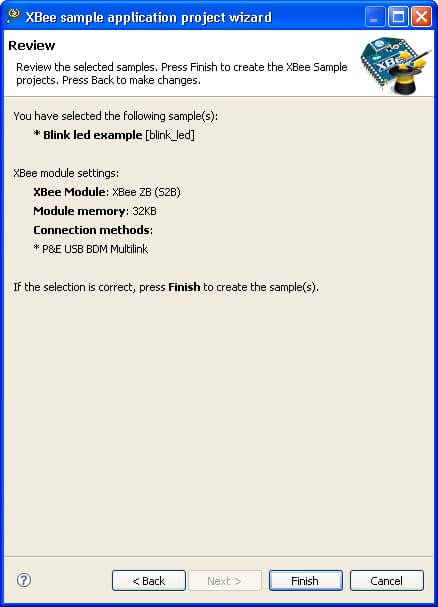 XBee sample application project wizard
Review
Review the selected samples. Press Finish to create the XBee Sample
projects. Press Back to make changes.
XBee
You have selected the following sample(s):
* Blink led example [blink_led]
XBee module settings:
XBee Module: XBee ZB (S2B)
Module memory: 32KB
Connection methods:
* P&E USB BDM Multilink
If the selection is correct, press Finish to create the sample(s).
?
< Back
Next >
Finish
Cancel